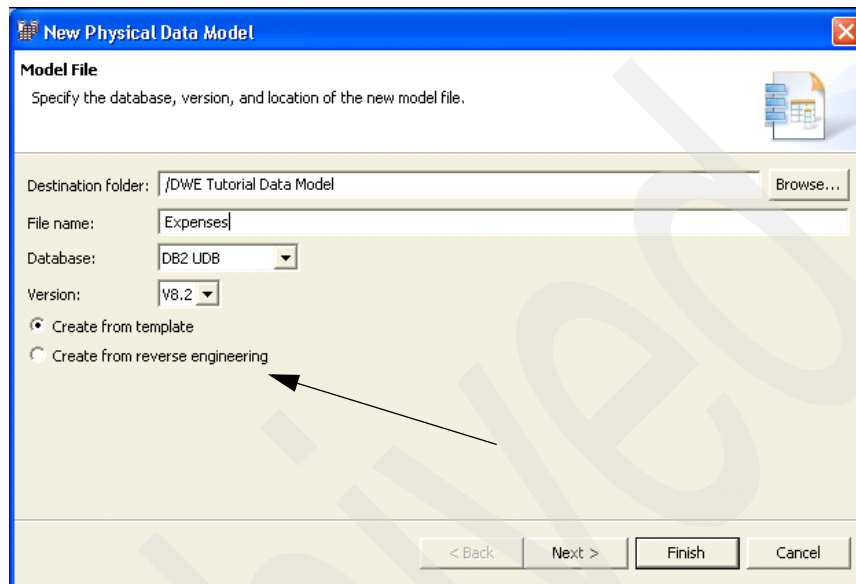 New Physical Data Model
Model File
Specify the database, version, and location of the new model file.
Destination folder: /DWE Tutorial Data Model Browse...
File name: Expenses
Database: DB2 UDB
Version: V8.2
Create from template
Create from reverse engineering
< Back Next > Finish Cancel